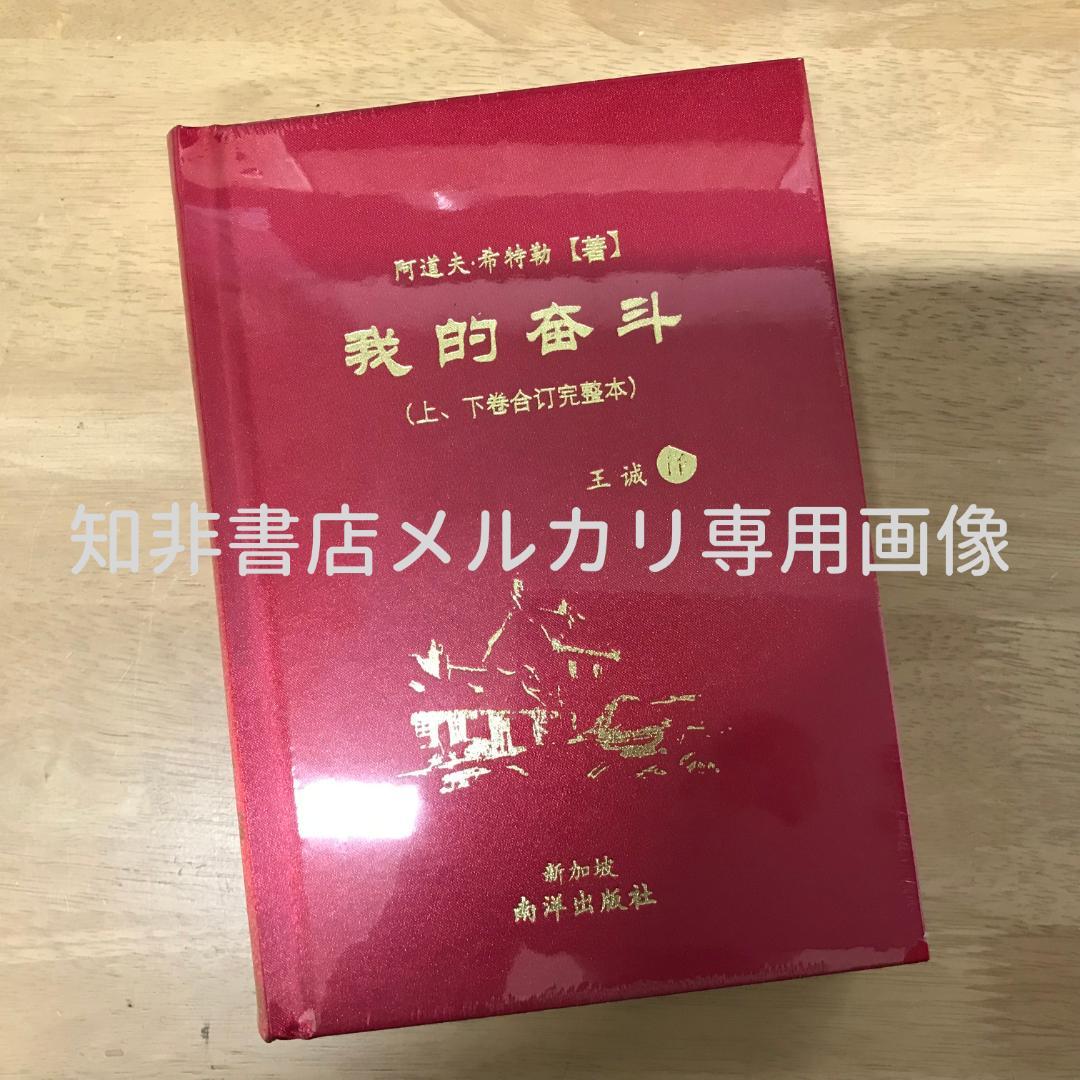 阿道夫·希特勒【著】
我的奋斗
（上、下卷合订完整本）
王诚
知非書店メルカリ専用画像
新加坡
南洋出版社